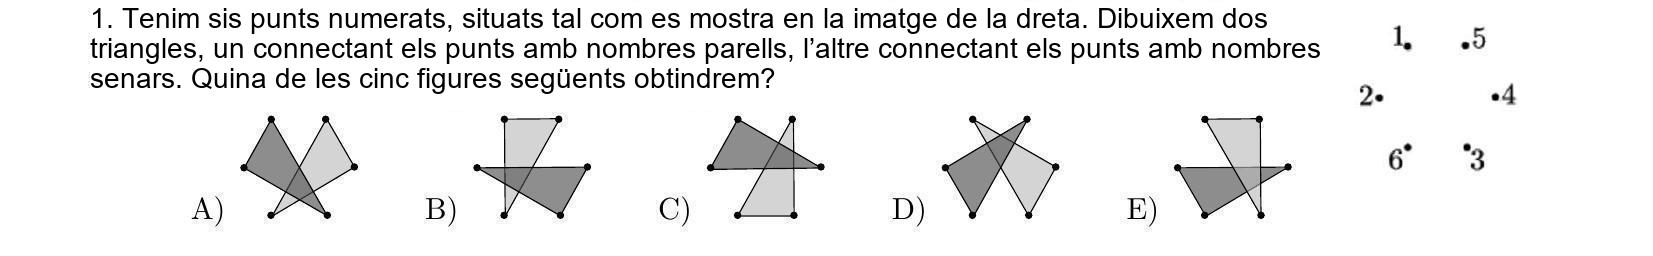 1. Tenim sis punts numerats, situats tal com es mostra en la imatge de la dreta. Dibuixem dos
triangles, un connectant els punts amb nombres parells, l'altre connectant els punts amb nombres
senars. Quina de les cinc figures següents obtindrem?
1 5
2 4
6 3
A) B) C) D) E)